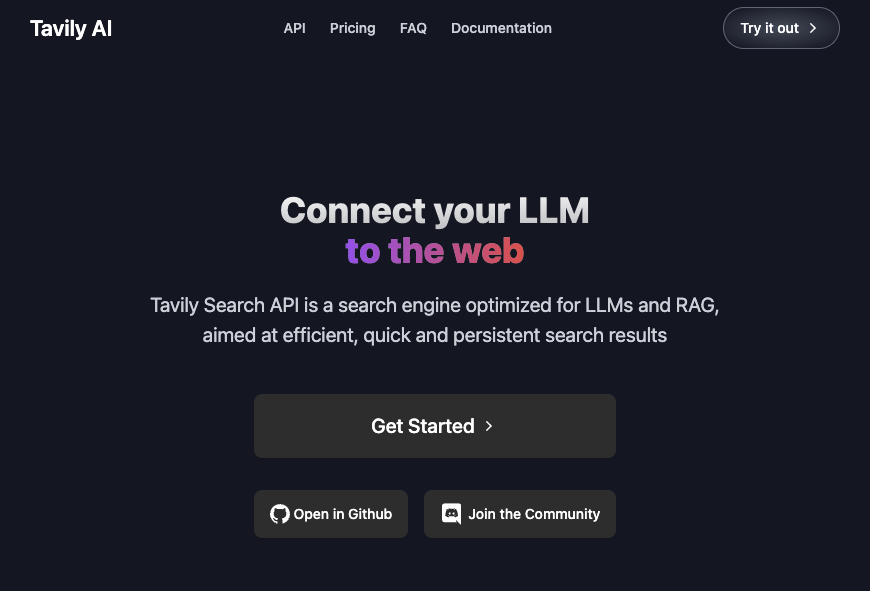 Tavily AI
API Pricing FAQ Documentation
Try it out
Connect your LLM
to the web
Tavily Search API is a search engine optimized for LLMs and RAG,
aimed at efficient, quick and persistent search results
Get Started
Open in Github
Join the Community